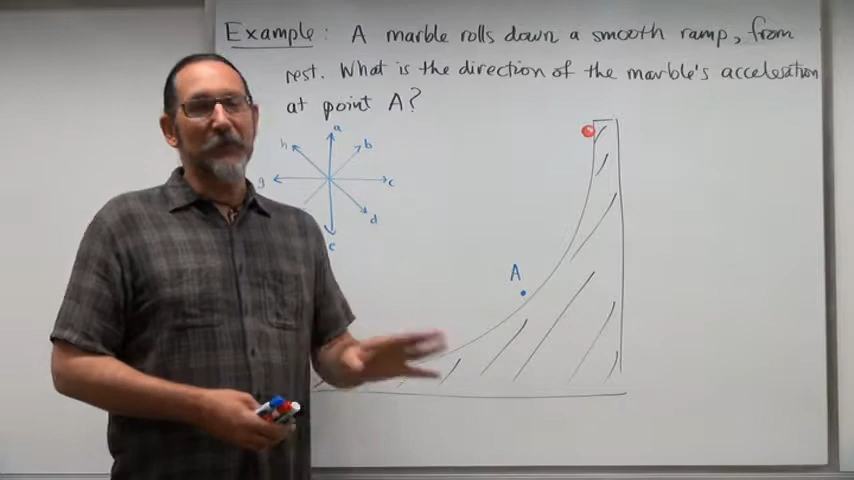 Example: A marble rolls down a smooth ramp, from
rest. What is the direction of the marble's acceleration
at point A?
a
h b
g c
d
e
A